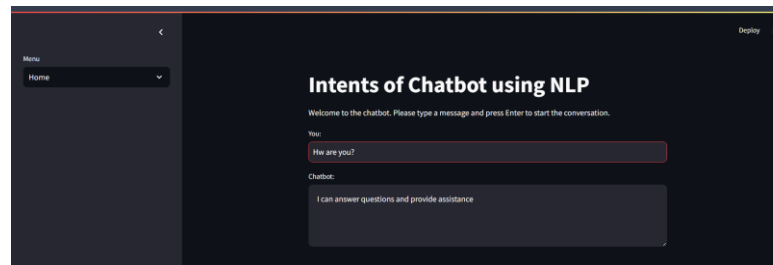 Deploy
Menu
Home
Intents of Chatbot using NLP
Welcome to the chatbot. Please type a message and press Enter to start the conversation.
You:
Hw are you?
Chatbot:
I can answer questions and provide assistance